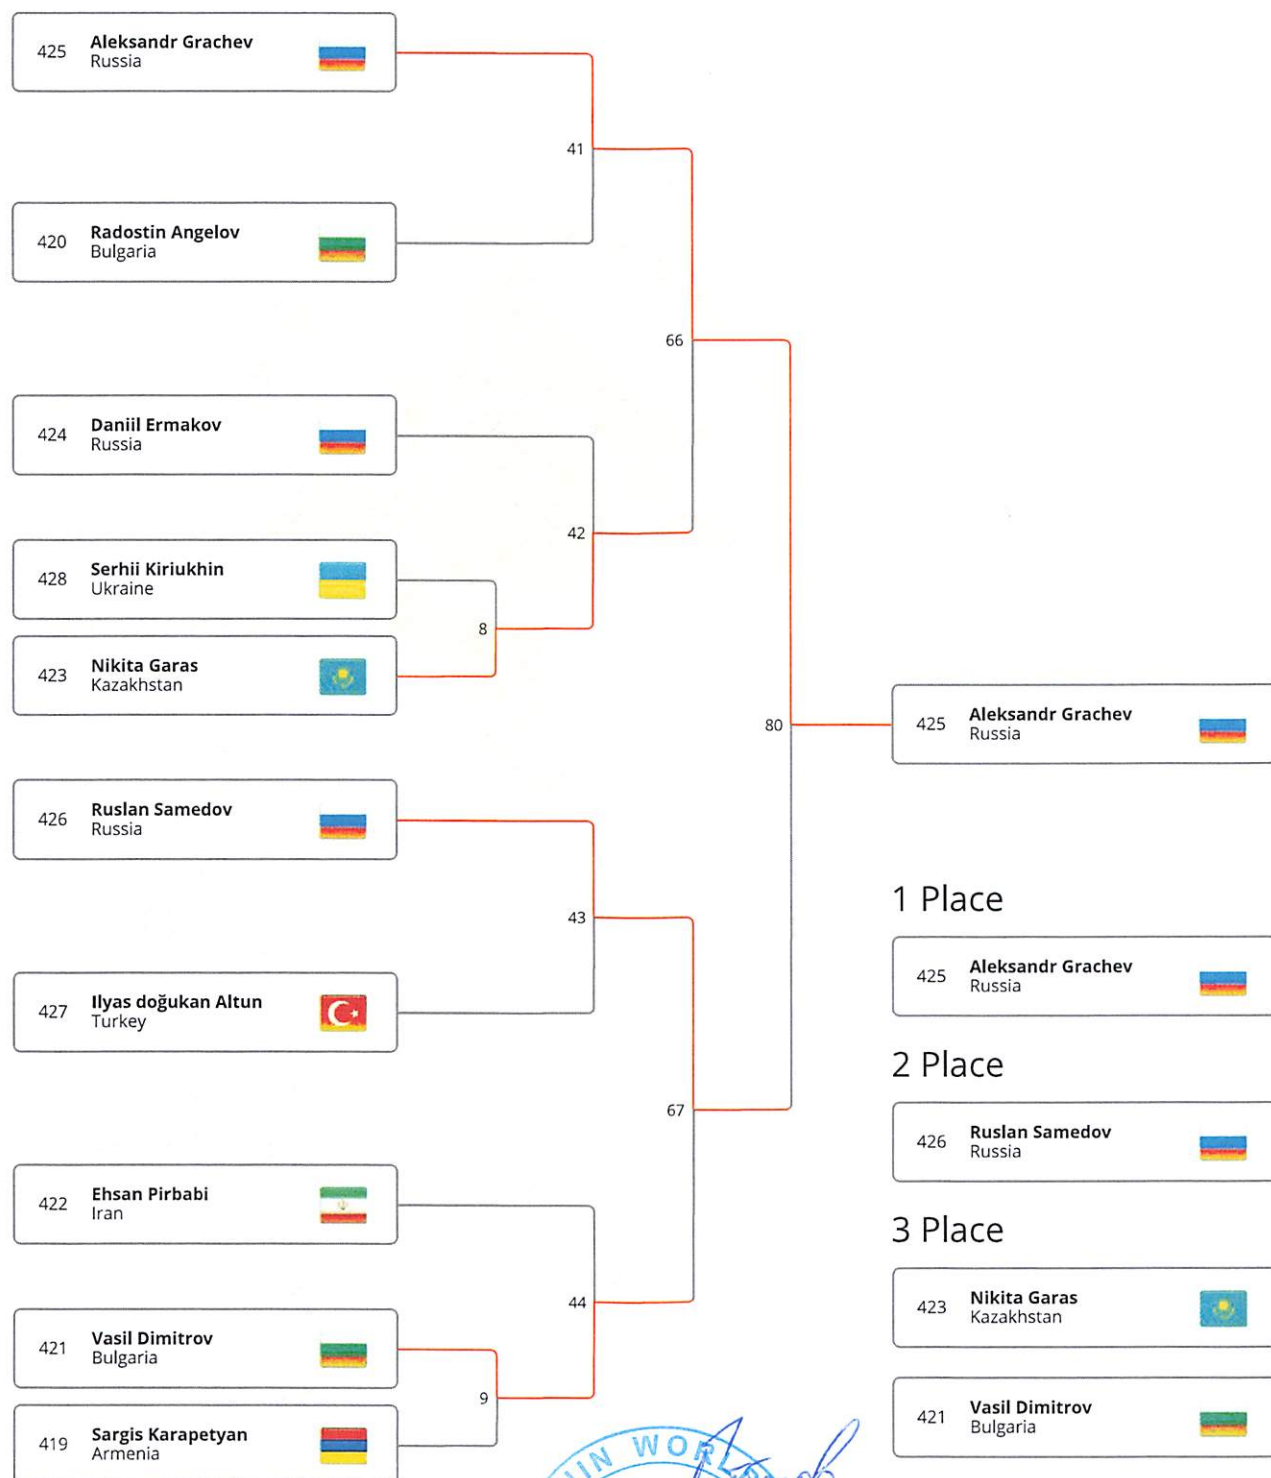 425 Aleksandr Grachev
Russia
41
420 Radostin Angelov
Bulgaria
66
424 Daniil Ermakov
Russia
42
428 Serhii Kiriukhin
Ukraine
8
423 Nikita Garas
Kazakhstan
80
425 Aleksandr Grachev
Russia
426 Ruslan Samedov
Russia
43
427 Ilyas doğukan Altun
Turkey
67
422 Ehsan Pirbabi
Iran
44
421 Vasil Dimitrov
Bulgaria
9
419 Sargis Karapetyan
Armenia
1 Place
425 Aleksandr Grachev
Russia
2 Place
426 Ruslan Samedov
Russia
3 Place
423 Nikita Garas
Kazakhstan
421 Vasil Dimitrov
Bulgaria